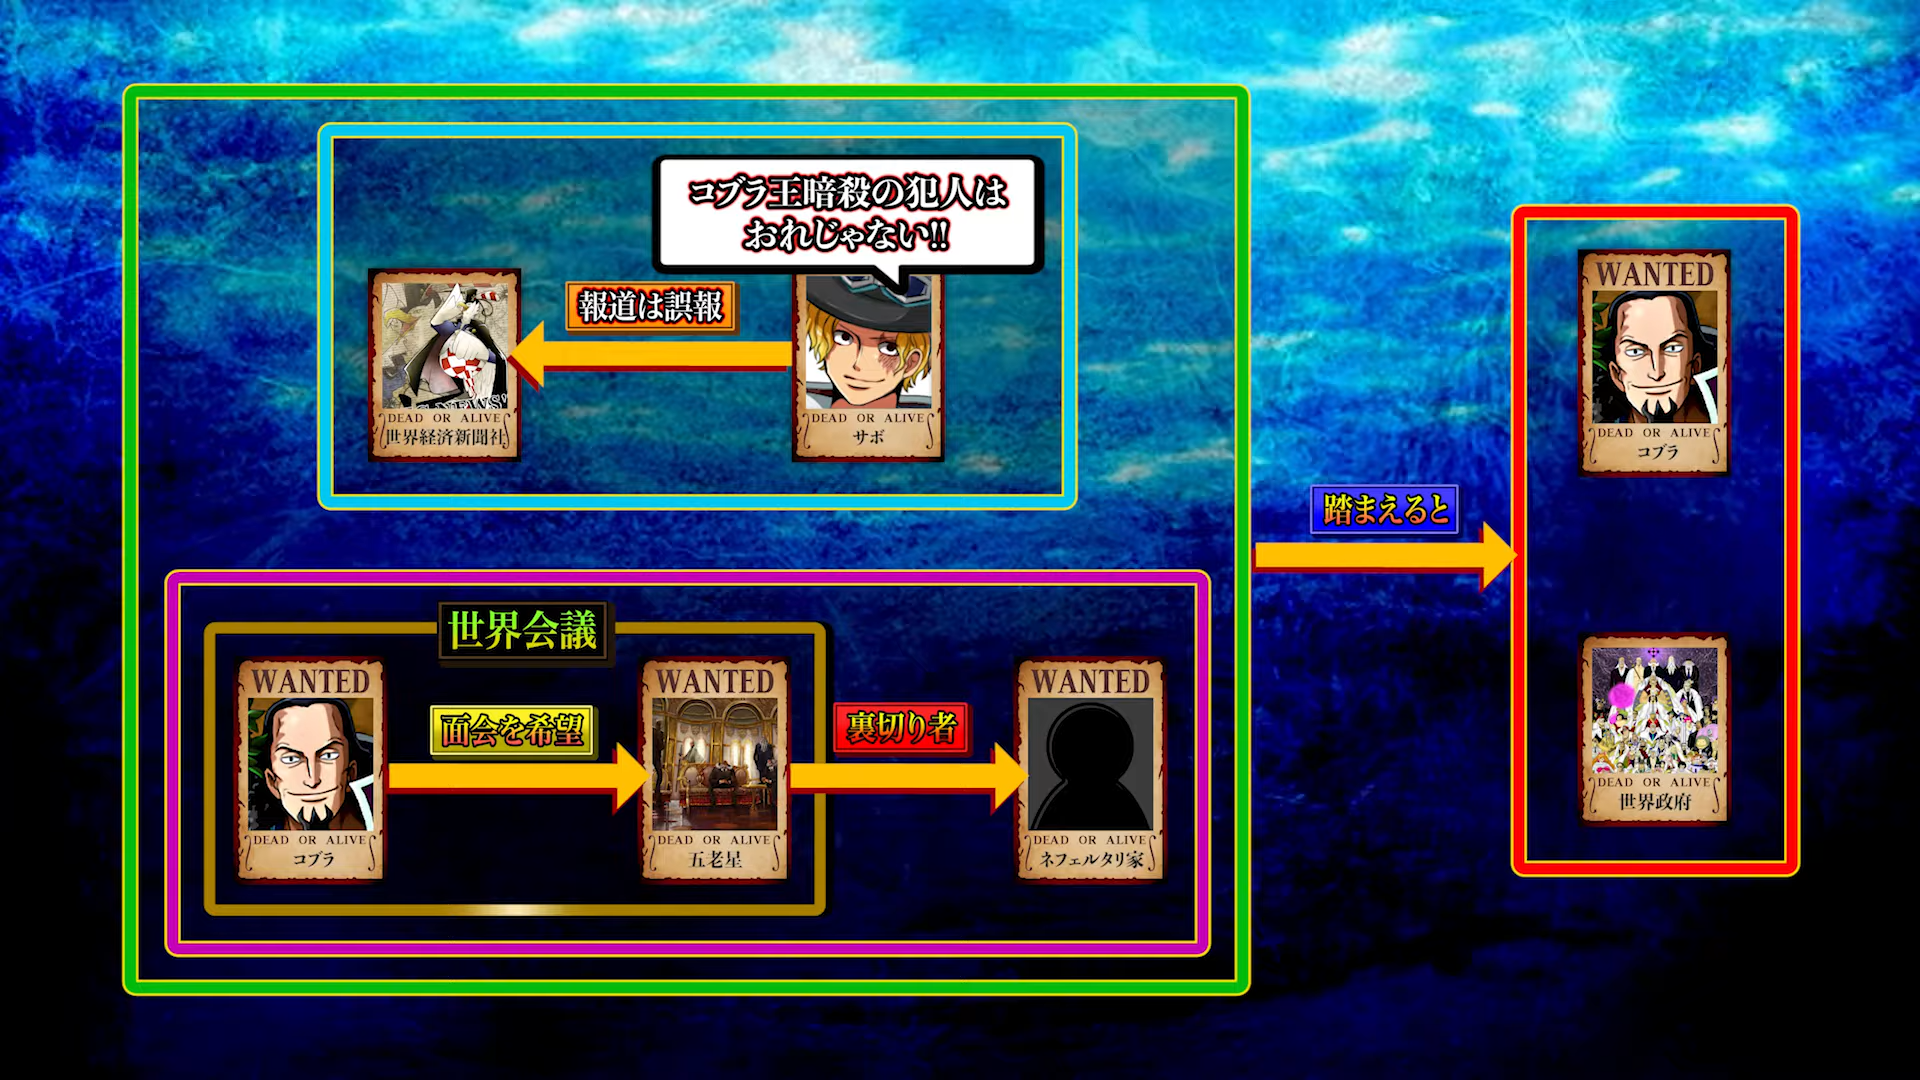 コブラ王暗殺の犯人は
おれじゃない!!
報道は誤報
DEAD OR ALIVE
世界経済新聞社
DEAD OR ALIVE
サボ
踏まえると
WANTED
DEAD OR ALIVE
コブラ
DEAD OR ALIVE
世界政府
世界会議
WANTED
DEAD OR ALIVE
コブラ
面会を希望
WANTED
DEAD OR ALIVE
五老星
裏切り者
WANTED
DEAD OR ALIVE
ネフェルタリ家